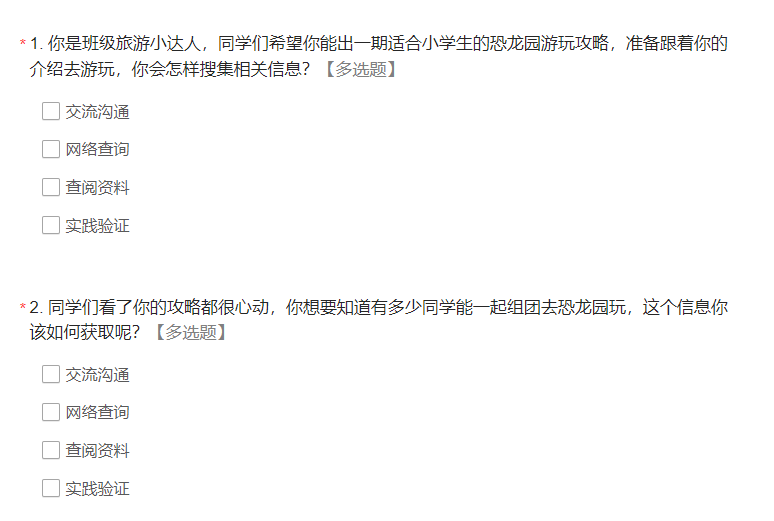 * 1. 你是班级旅游小达人，同学们希望你能出一期适合小学生的恐龙园游玩攻略，准备跟着你的
介绍去游玩，你会怎样搜集相关信息？【多选题】
交流沟通
网络查询
查阅资料
实践验证
* 2. 同学们看了你的攻略都很心动，你想要知道有多少同学能一起组团去恐龙园玩，这个信息你
该如何获取呢？【多选题】
交流沟通
网络查询
查阅资料
实践验证